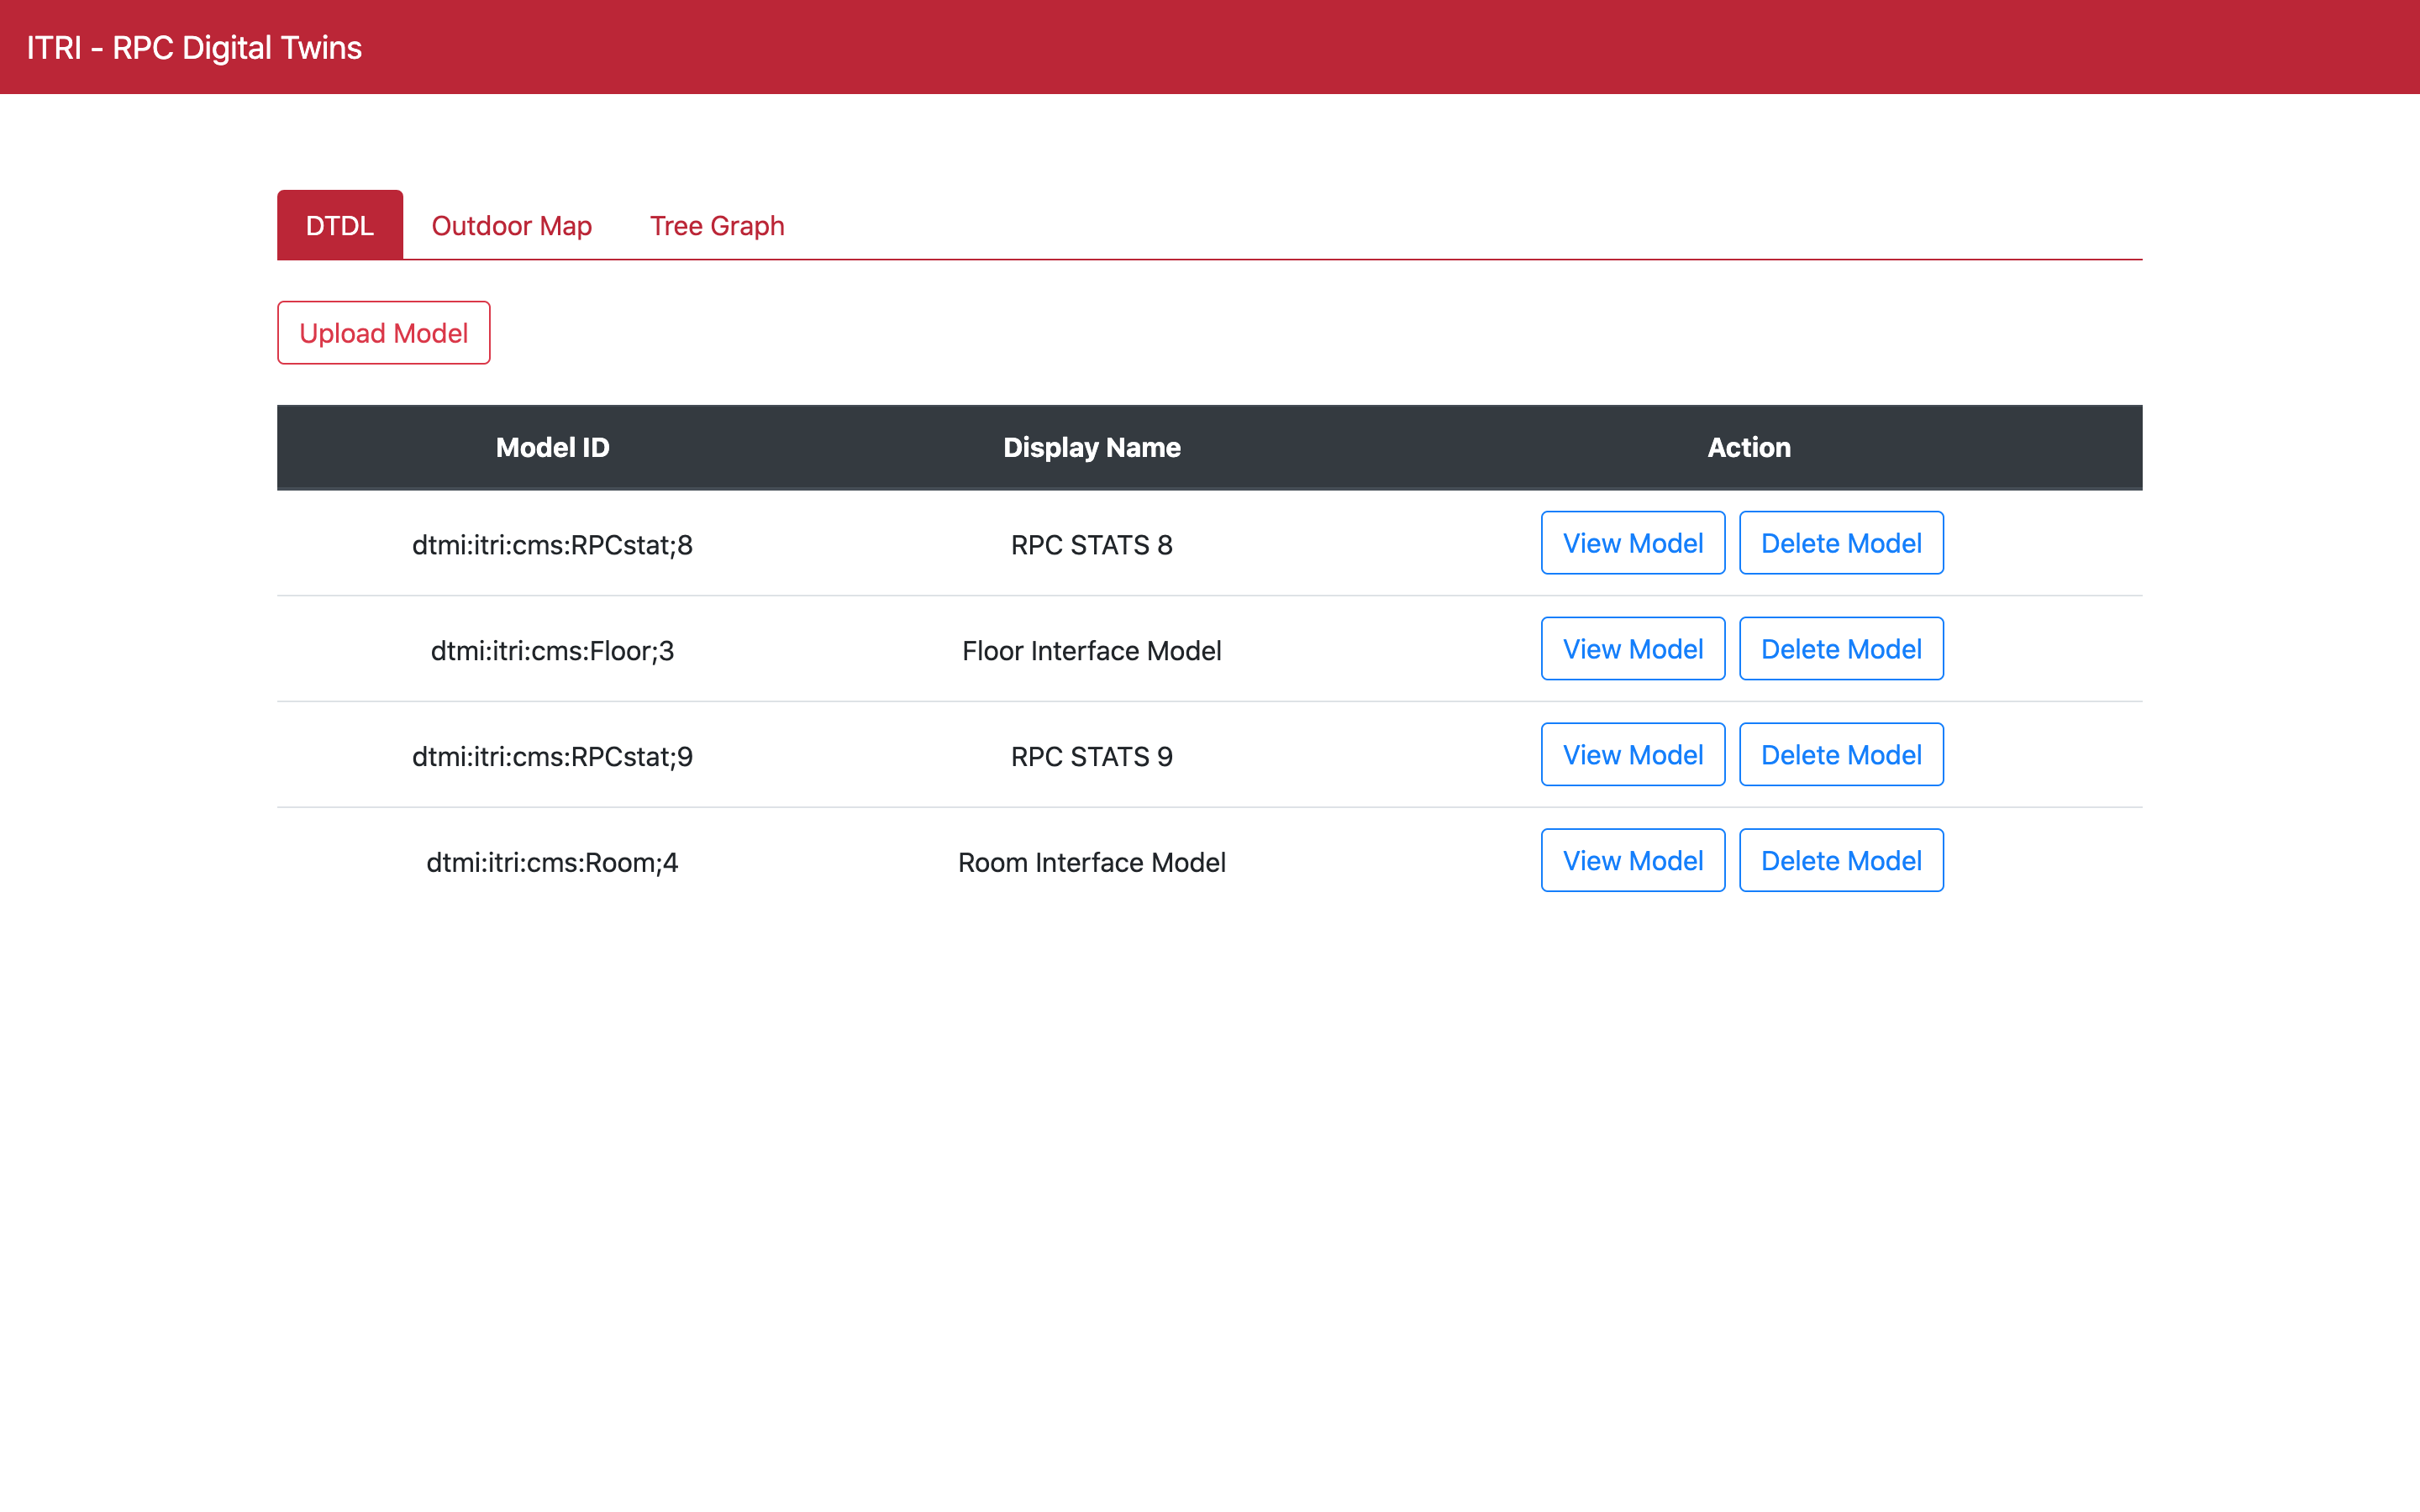 ITRI - RPC Digital Twins
DTDL Outdoor Map Tree Graph
Upload Model
Model ID Display Name Action
dtmi:itri:cms:RPCstat;8 RPC STATS 8 View Model Delete Model
dtmi:itri:cms:Floor;3 Floor Interface Model View Model Delete Model
dtmi:itri:cms:RPCstat;9 RPC STATS 9 View Model Delete Model
dtmi:itri:cms:Room;4 Room Interface Model View Model Delete Model